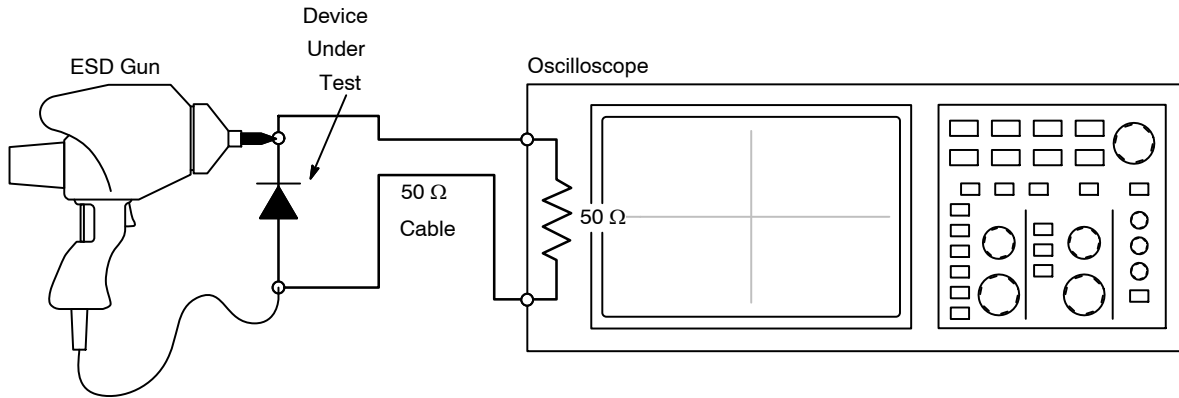 Device
Under
Test
ESD Gun
Oscilloscope
50 Ω
Cable
50 Ω